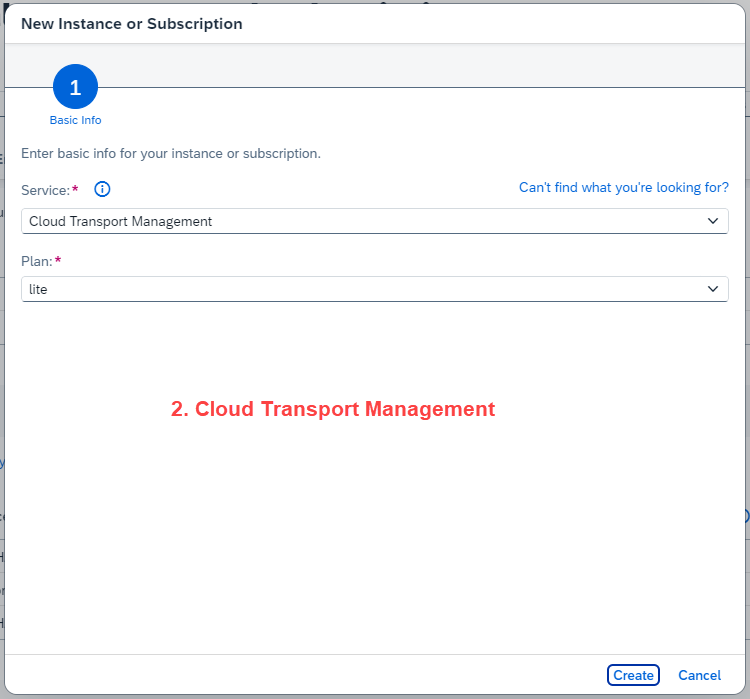 New Instance or Subscription
1
Basic Info
Enter basic info for your instance or subscription.
Service:*
Can't find what you're looking for?
Cloud Transport Management
Plan:*
lite
2. Cloud Transport Management
Create
Cancel